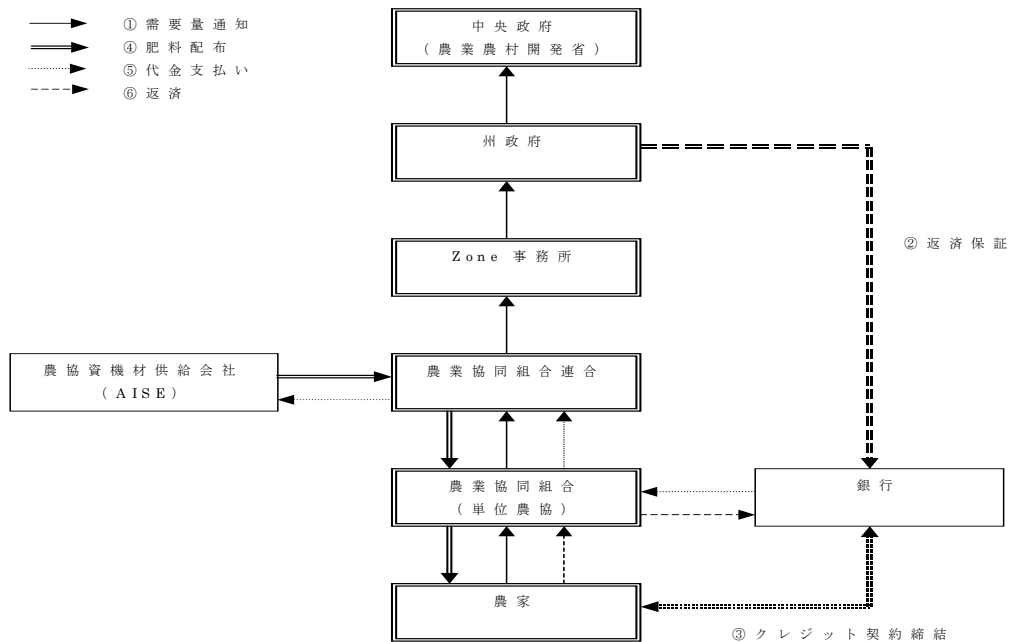 ①需要量通知
④肥料配布
⑤代金支払い
⑥返済
中央政府
(農業農村開発省)
州政府
②返済保証
Zone 事務所
農協資機材供給会社
(AISE)
農業協同組合連合
農業協同組合
(単位農協)
銀行
農家
③クレジット契約締結